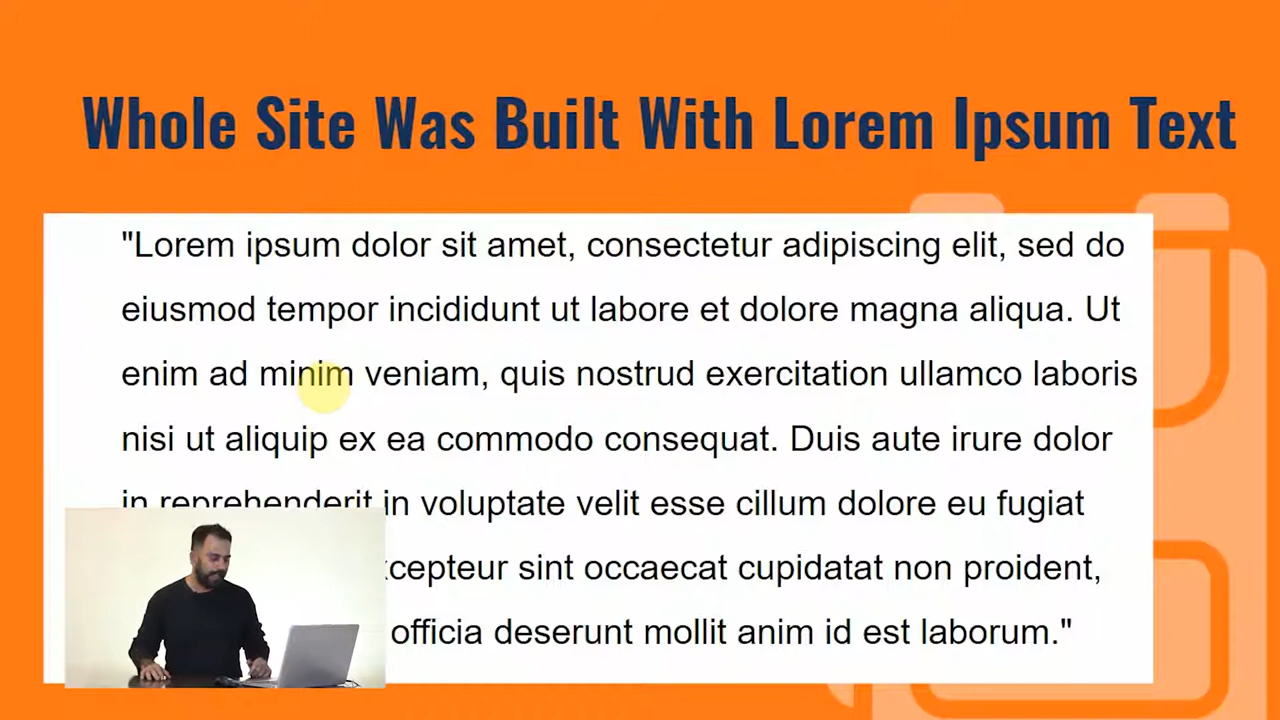 Whole Site Was Built With Lorem Ipsum Text
"Lorem ipsum dolor sit amet, consectetur adipiscing elit, sed do
eiusmod tempor incididunt ut labore et dolore magna aliqua. Ut
enim ad minim veniam, quis nostrud exercitation ullamco laboris
nisi ut aliquip ex ea commodo consequat. Duis aute irure dolor
in reprehenderit in voluptate velit esse cillum dolore eu fugiat
xcepteur sint occaecat cupidatat non proident,
officia deserunt mollit anim id est laborum."